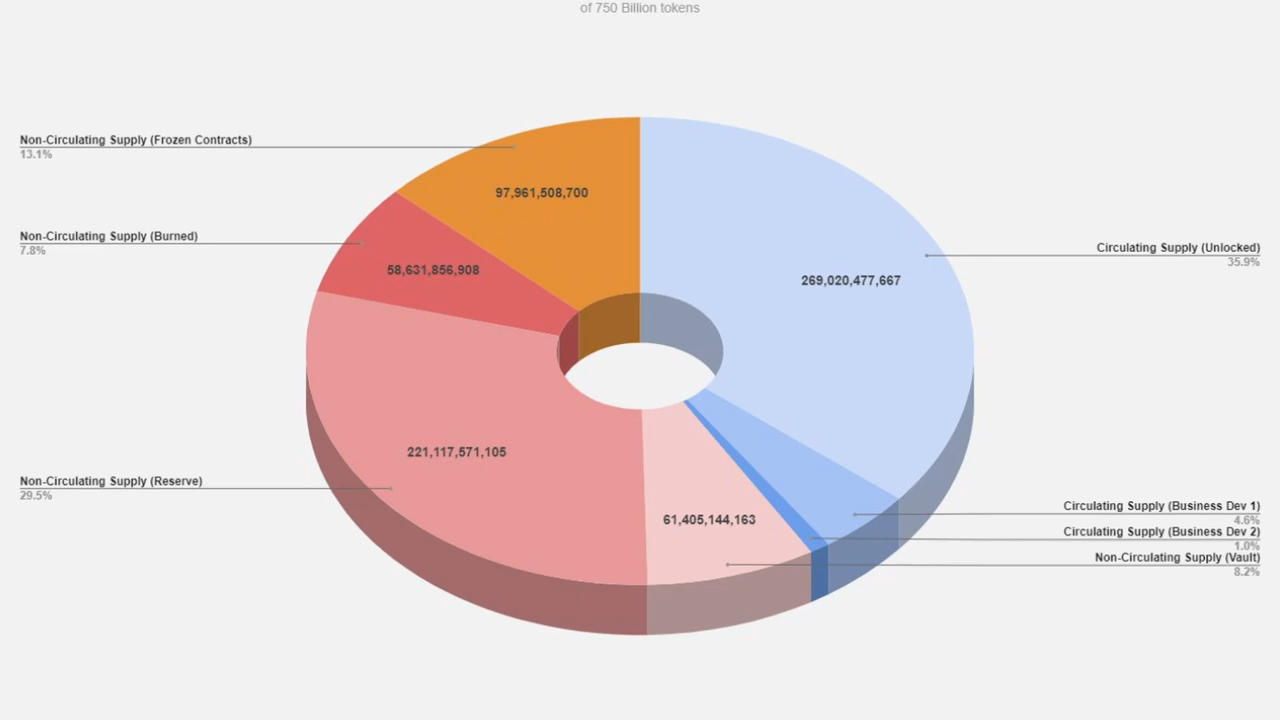 of 750 Billion tokens
Non-Circulating Supply (Frozen Contracts)
13.1%
97,961,508,700
Non-Circulating Supply (Burned)
7.8%
58,631,856,908
Circulating Supply (Unlocked)
35.9%
269,020,477,667
221,117,571,105
Non-Circulating Supply (Reserve)
29.5%
Circulating Supply (Business Dev 1)
4.6%
61,405,144,163
Circulating Supply (Business Dev 2)
1.0%
Non-Circulating Supply (Vault)
8.2%